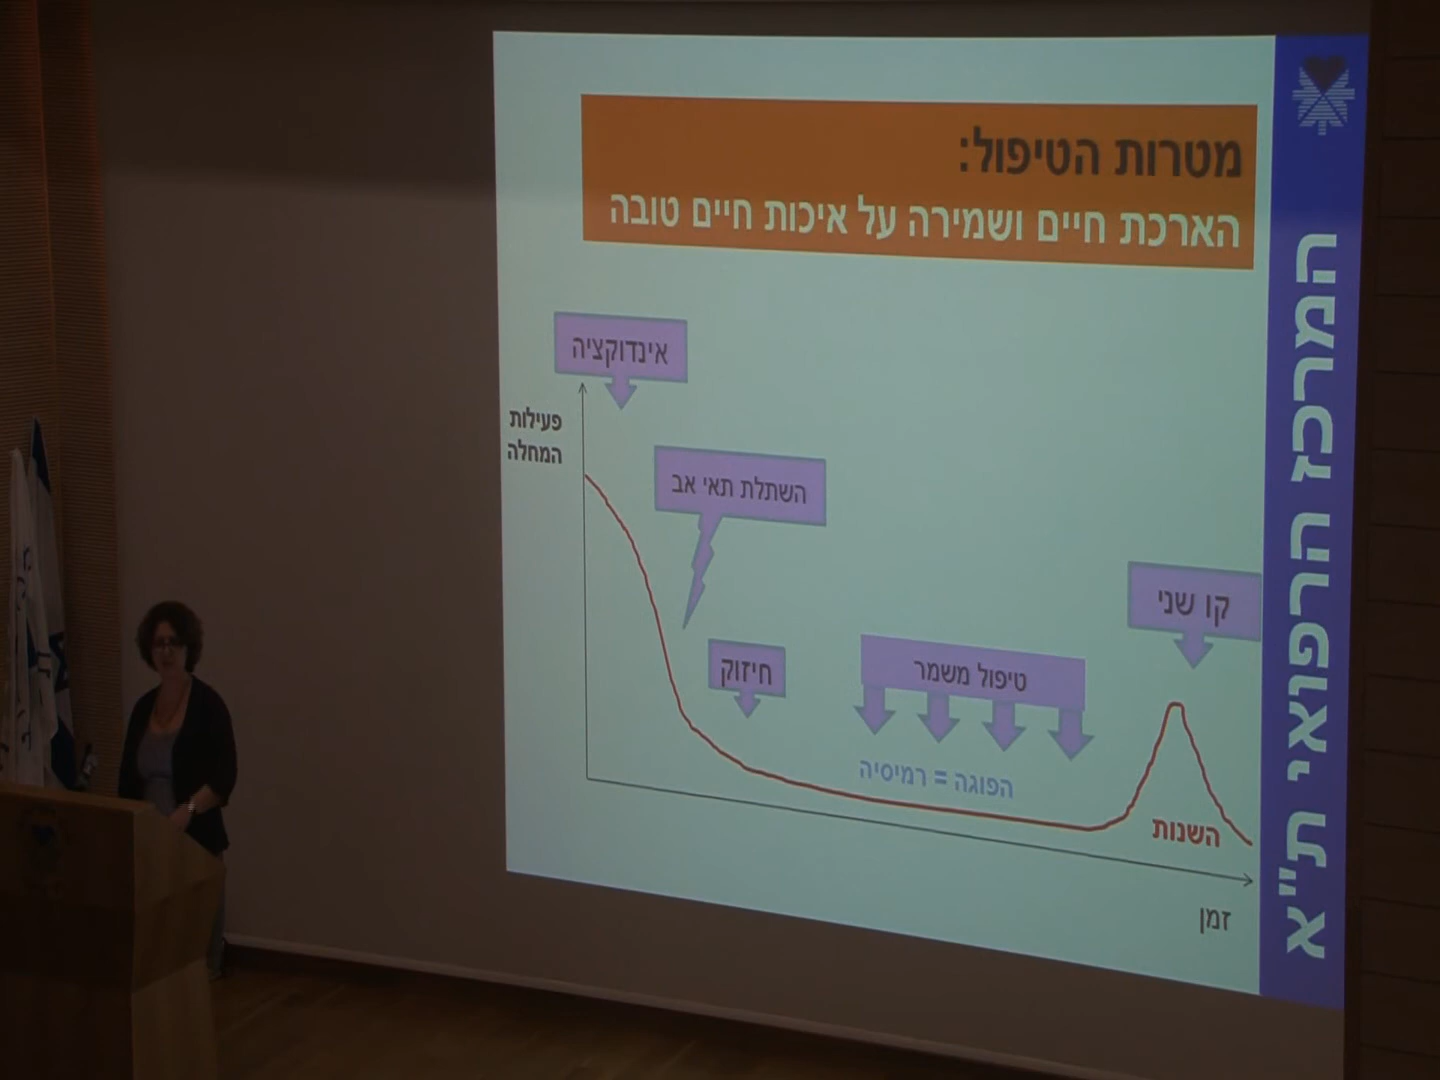 מטרות הטיפול:
הארכת חיים ושמירה על איכות חיים טובה
אינדוקציה
פעילות
המחלה
השתלת תאי אב
חיזוק
טיפול משמר
קו שני
הפוגה = רמיסיה
השנות
זמן
המרכז הרפואי ת"א